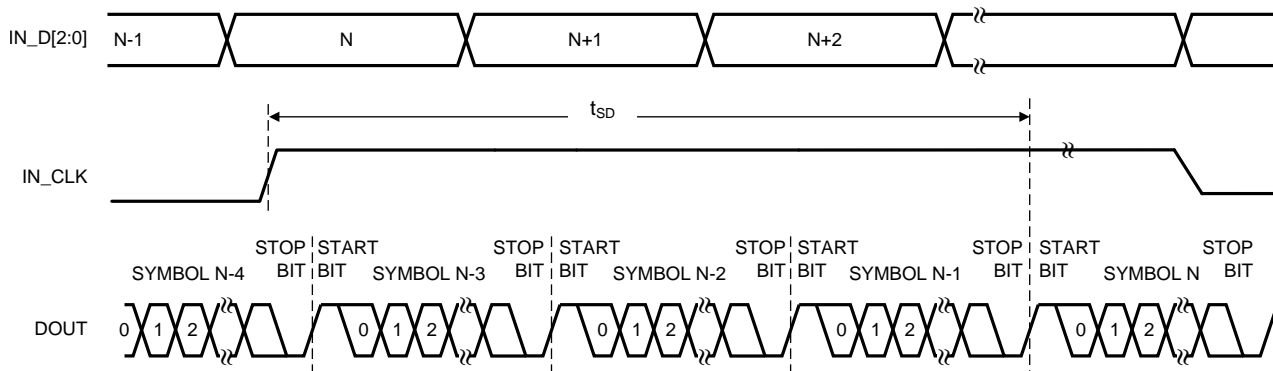 IN_D[2:0] N-1 N N+1 N+2
tSD
IN_CLK
STOP START STOP START STOP START STOP START STOP
BIT BIT BIT BIT BIT BIT BIT BIT BIT
SYMBOL N-4 SYMBOL N-3 SYMBOL N-2 SYMBOL N-1 SYMBOL N
DOUT 0 1 2 0 1 2 0 1 2 0 1 2 0 1 2